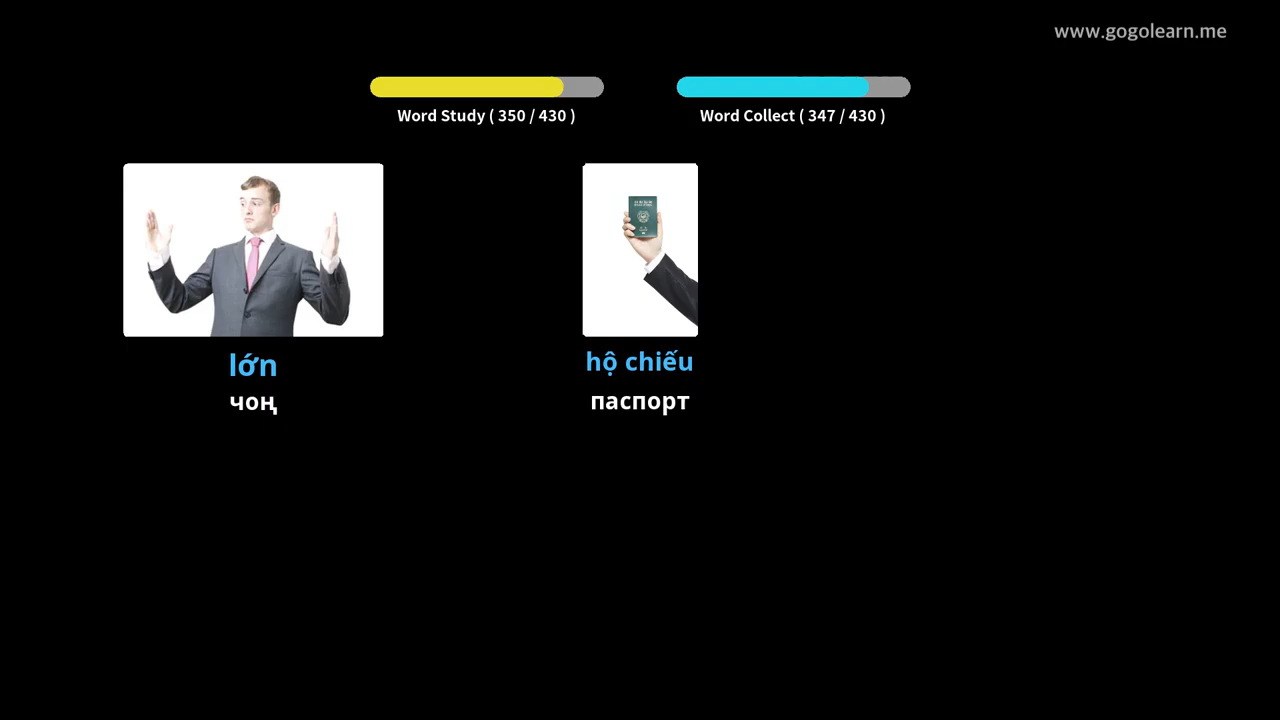 www.gogolearn.me
Word Study ( 350 / 430 )
Word Collect ( 347 / 430 )
lớn
чоң
hộ chiếu
паспорт